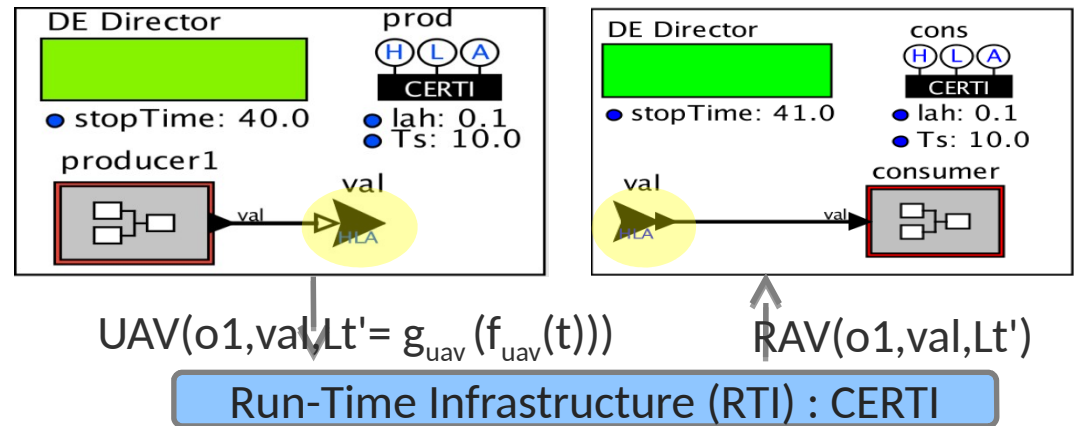 DE Director
prod
H L A
CERTI
stopTime: 40.0
lah: 0.1
Ts: 10.0
producer1
val
val
HLA
DE Director
cons
H L A
CERTI
stopTime: 41.0
lah: 0.1
Ts: 10.0
consumer
val
val
HLA
UAV(o1,val,Lt'= guav (fuav(t)))
RAV(o1,val,Lt')
Run-Time Infrastructure (RTI) : CERTI